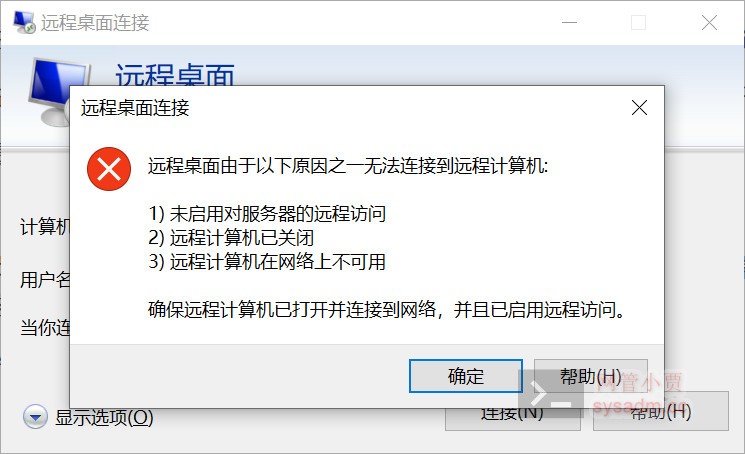 远程桌面连接
远程桌面
远程桌面连接
远程桌面由于以下原因之一无法连接到远程计算机:
1) 未启用对服务器的远程访问
2) 远程计算机已关闭
3) 远程计算机在网络上不可用
确保远程计算机已打开并连接到网络，并且已启用远程访问。
计算机
用户名
当你连
确定
帮助(H)
网管小贾
显示选项(O)
连接(N)
帮助(H)